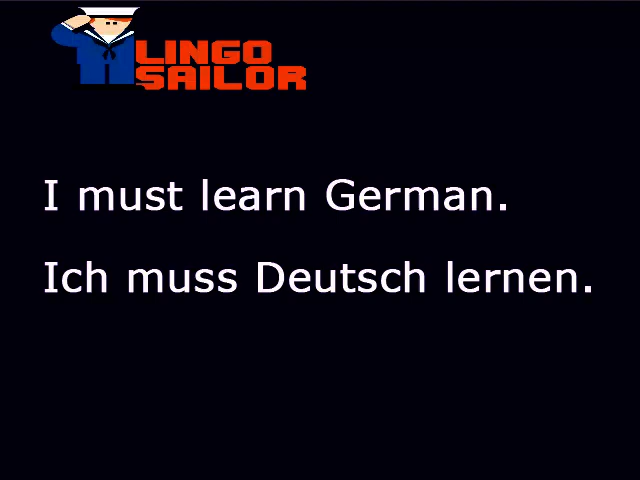 LINGO
SAILOR
I must learn German.
Ich muss Deutsch lernen.